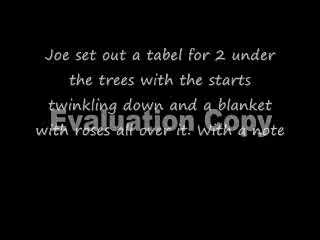 Joe set out a tabel for 2 under
the trees with the starts
twinkling down and a blanket
with roses all over it. With a note
Evaluation Copy